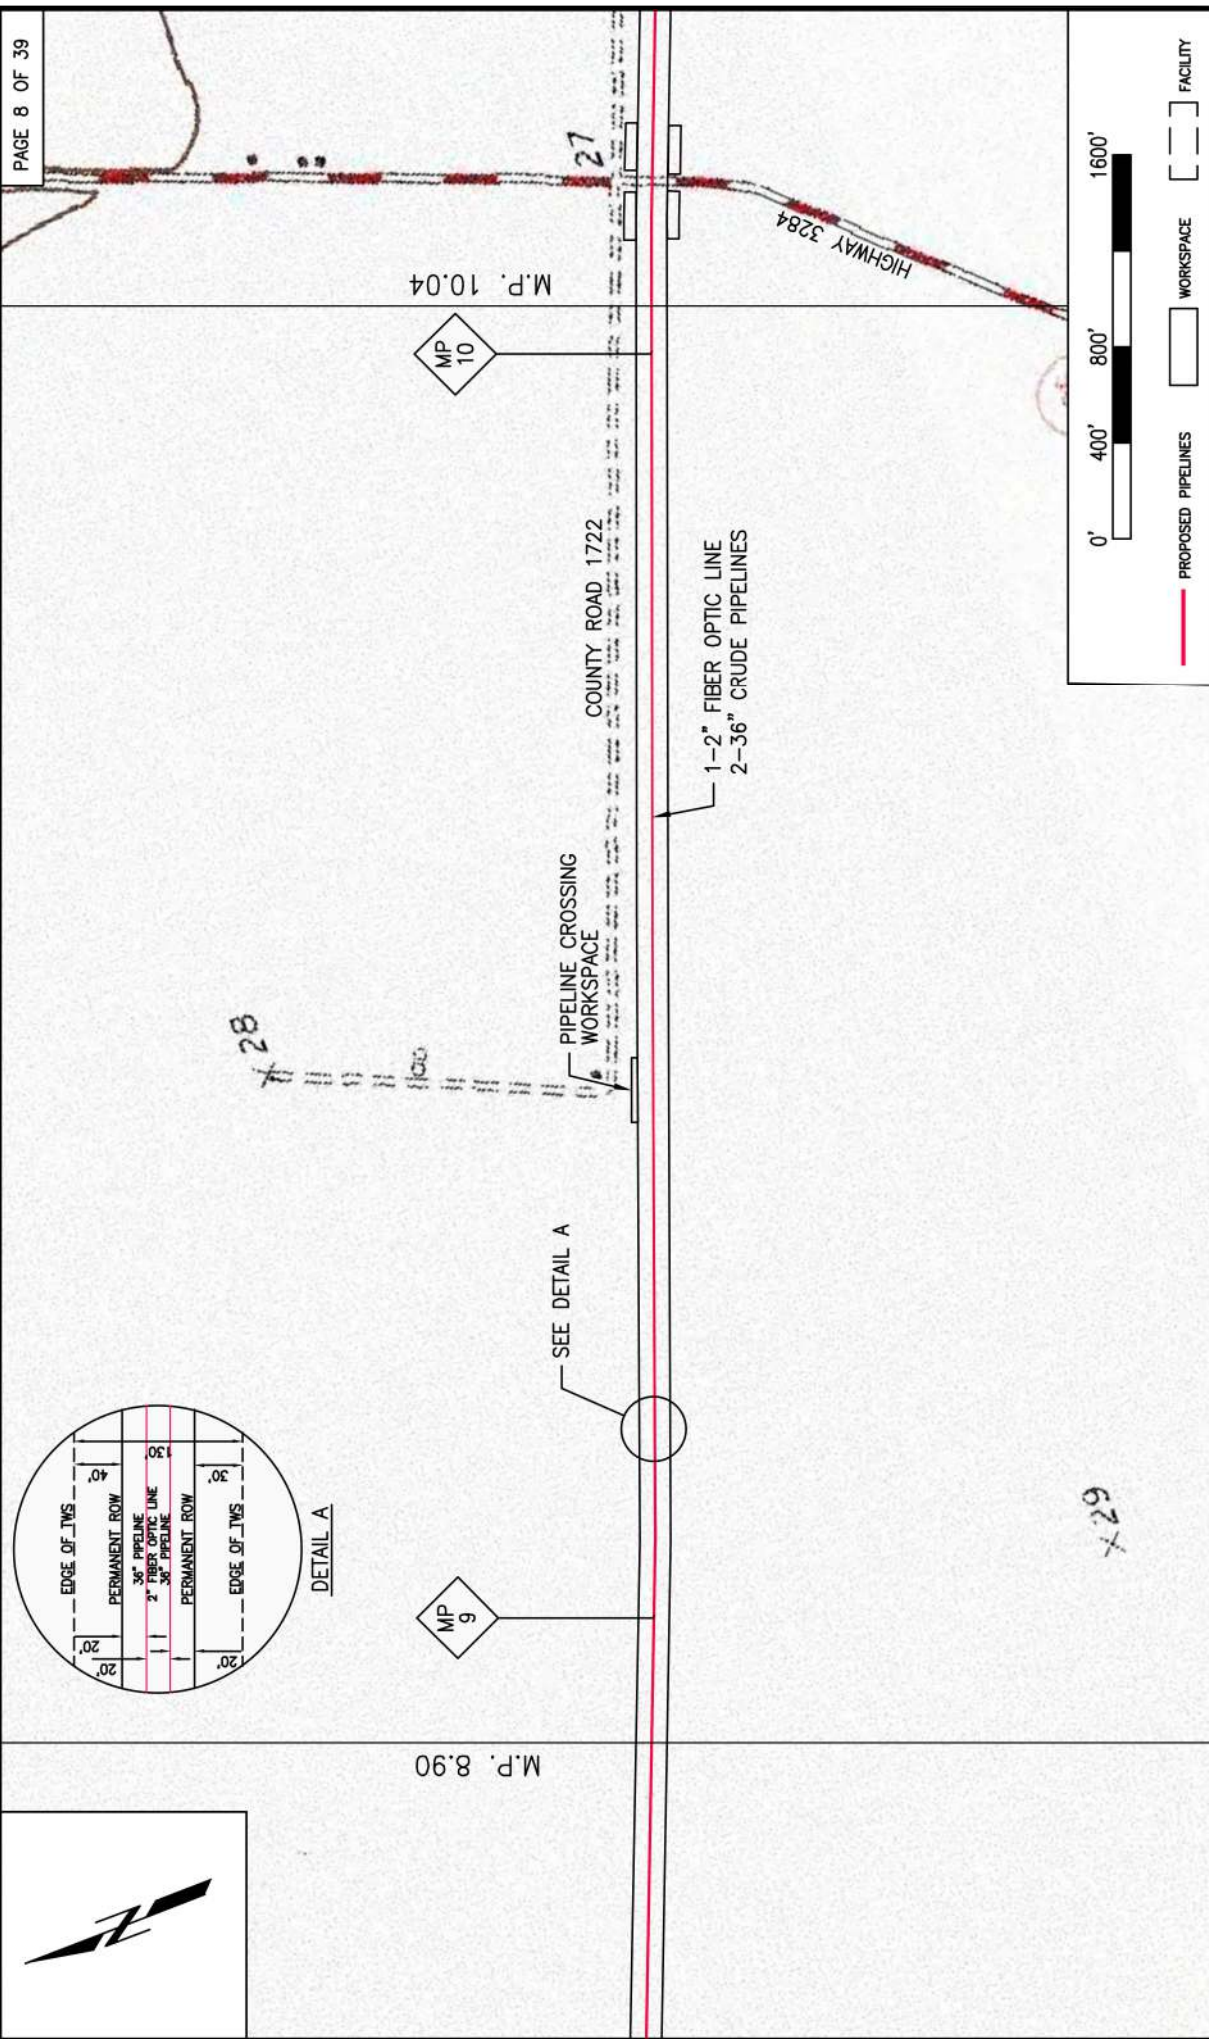 PAGE 8 OF 39
27
HIGHWAY 3284
M.P. 10.04
MP
10
COUNTY ROAD 1722
1-2" FIBER OPTIC LINE
2-36" CRUDE PIPELINES
PIPELINE CROSSING
WORKSPACE
28
SEE DETAIL A
EDGE OF TWS
PERMANENT ROW
36" PIPELINE
2" FIBER OPTIC LINE
36" PIPELINE
PERMANENT ROW
EDGE OF TWS
40'
130'
30'
20'
20'
20'
DETAIL A
MP
9
29
M.P. 8.90
0'
400'
800'
1600'
PROPOSED PIPELINES
WORKSPACE
FACILITY